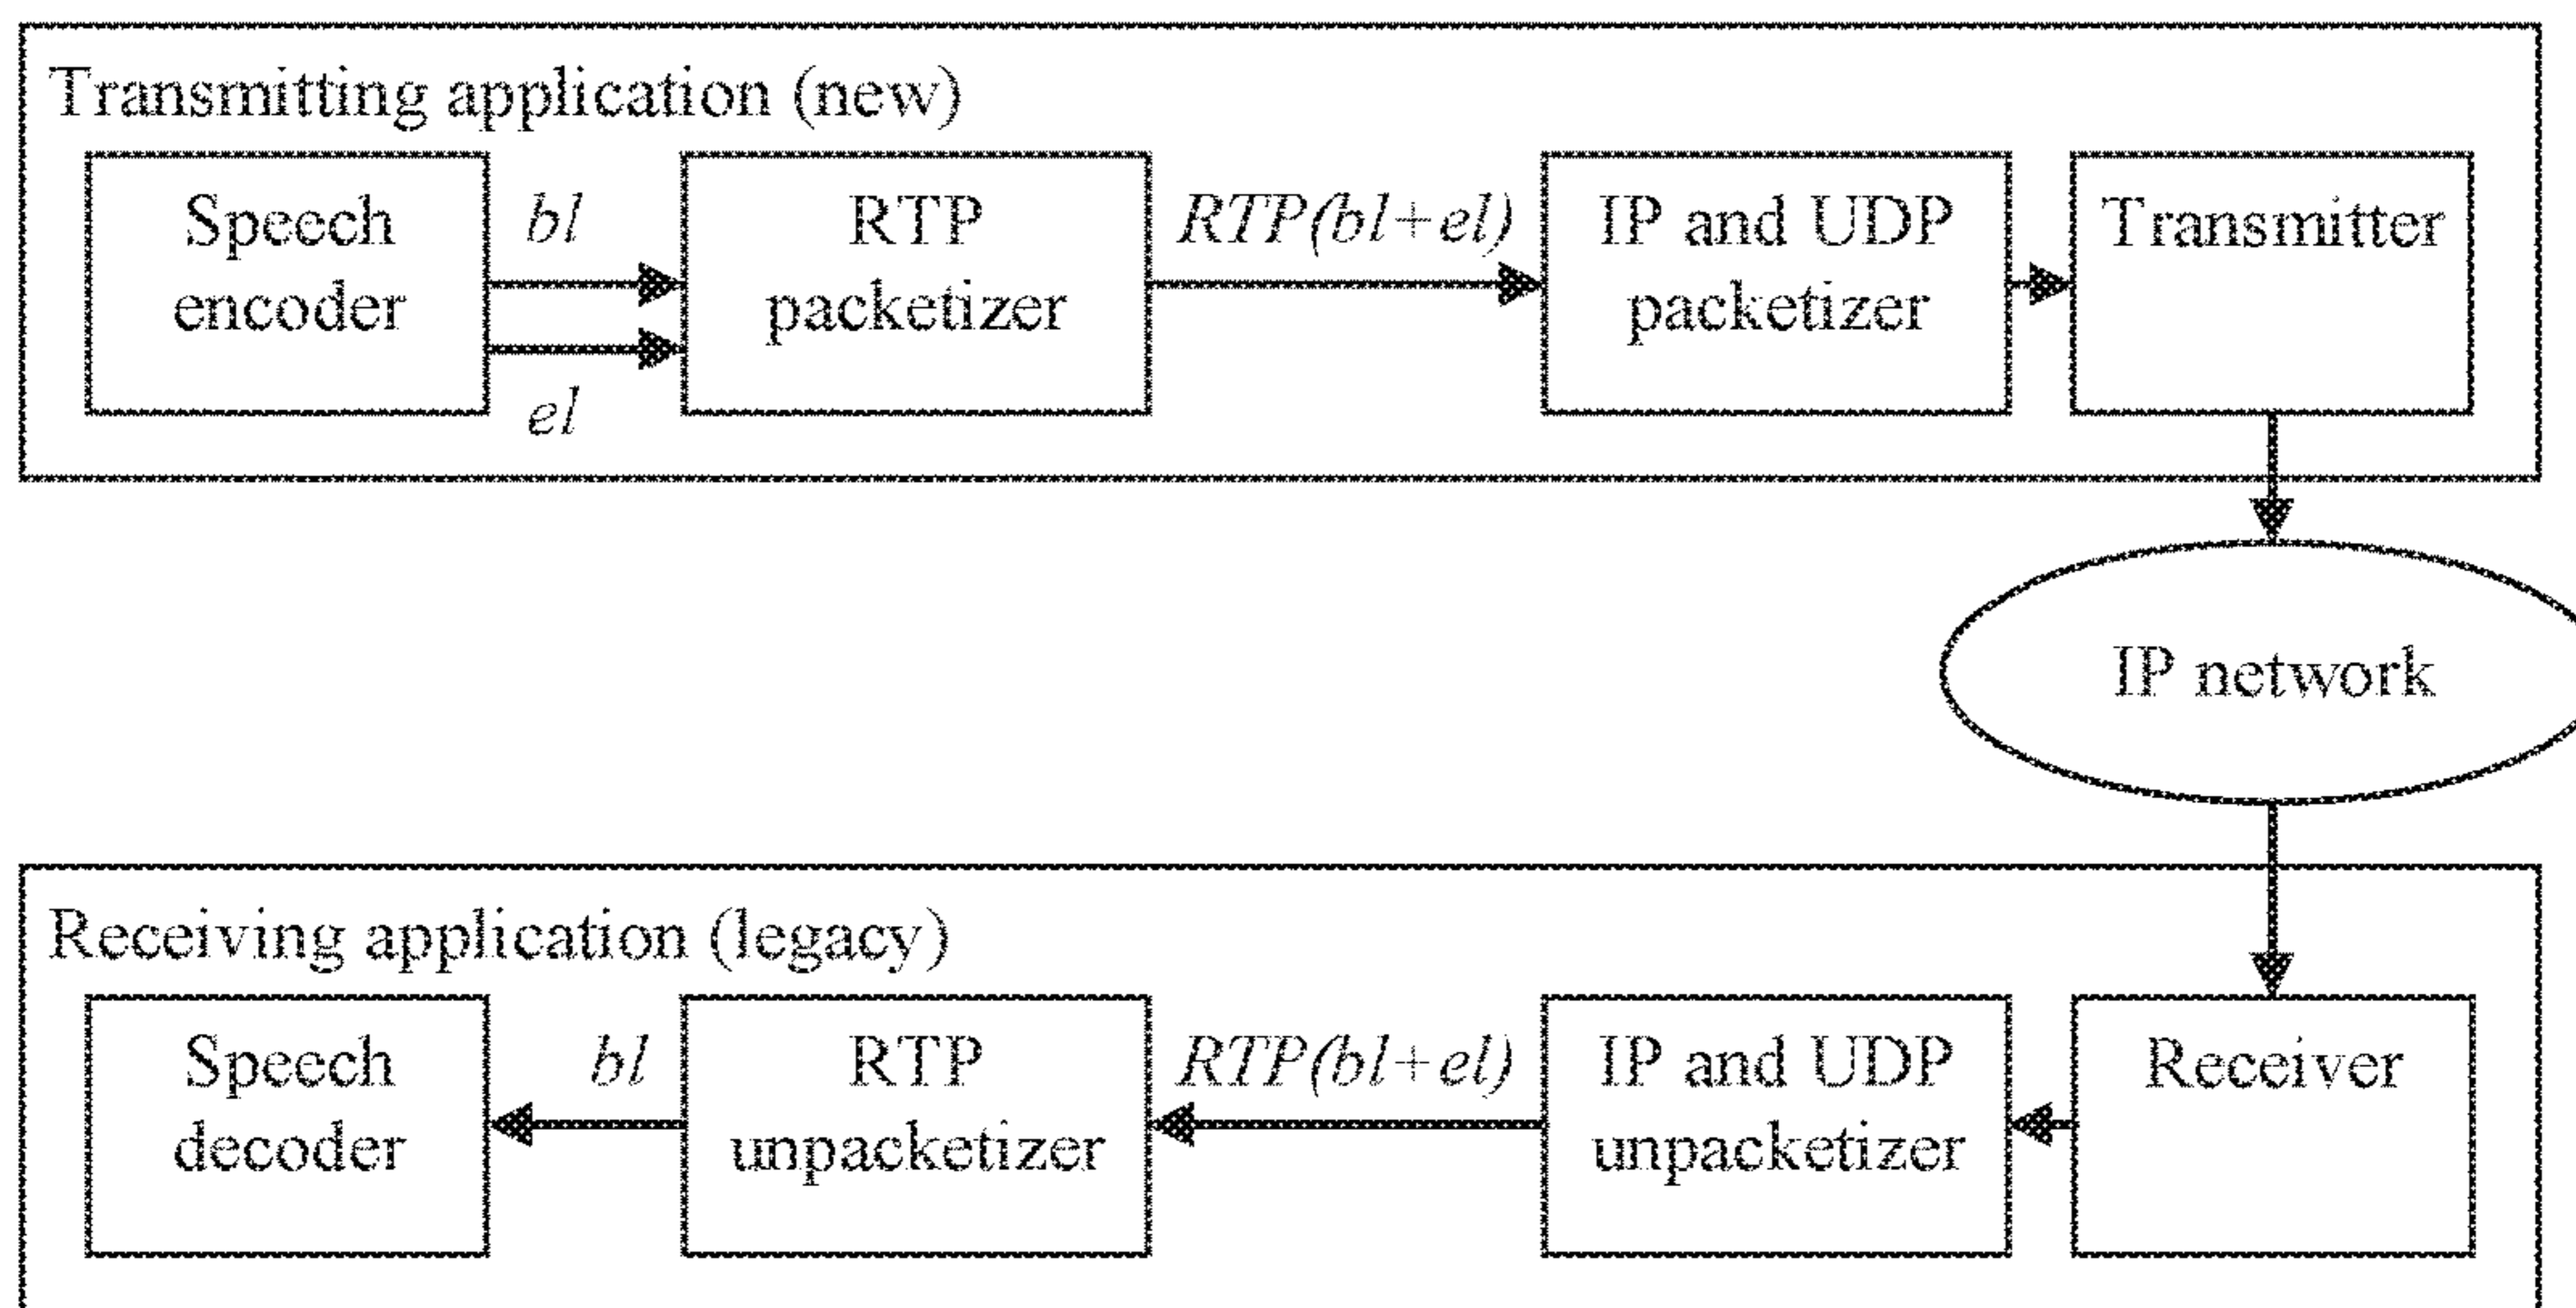 Transmitting application (new)
Speech
encoder
bl
el
RTP
packetizer
RTP(bl+el)
IP and UDP
packetizer
Transmitter
IP network
Receiving application (legacy)
Speech
decoder
bl
RTP
unpacketizer
RTP(bl+el)
IP and UDP
unpacketizer
Receiver